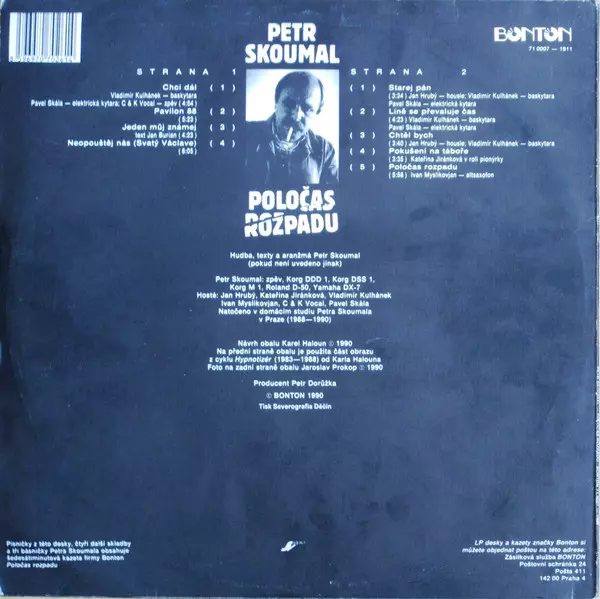 PETR
SKOUMAL
BONTON
71 0007 — 1911
STRANA 1
Chci dál (1)
Vladimír Kulhánek — baskytara
Pavel Skála — elektrická kytara; C & K Vocal — zpěv (4:54)
Pavilon 86 (2)
(5:23)
Jeden můj známej (3)
text Jan Burian (4:23)
Neopouštěj nás (Svatý Václave) (4)
(6:05)
STRANA 2
(1) Starej pán
(3:34) Jan Hrubý — housle; Vladimír Kulhánek — baskytara
Pavel Skála — elektrická kytara
(2) Líně se převaluje čas
(4:23) Vladimír Kulhánek — baskytara
Pavel Skála — elektrická kytara
(3) Chtěl bych
(3:40) Jan Hrubý — housle; Vladimír Kulhánek — baskytara
(4) Pokušení na táboře
(3:35) Kateřina Jiránková v roli pionýrky
(5) Poločas rozpadu
(5:58) Ivan Myslikovjan — altsaxofon
POLOČAS
ROZPADU
Hudba, texty a aranžmá Petr Skoumal
(pokud není uvedeno jinak)
Petr Skoumal: zpěv, Korg DDD 1, Korg DSS 1,
Korg M 1, Roland D-50, Yamaha DX-7
Hosté: Jan Hrubý, Kateřina Jiránková, Vladimír Kulhánek
Ivan Myslikovjan, C & K Vocal, Pavel Skála
Natočeno v domácím studiu Petra Skoumala
v Praze (1988—1990)
Návrh obalu Karel Haloun © 1990
Na přední straně obalu je použita část obrazu
z cyklu Hypnotizér (1983—1988) od Karla Halouna
Foto na zadní straně obalu Jaroslav Prokop © 1990
Producent Petr Dorůžka
© BONTON 1990
Tisk Severografia Děčín
Písničky z této desky, čtyři další skladby
a tři básničky Petra Skoumala obsahuje
šedesátiminutová kazeta firmy Bonton
Poločas rozpadu
LP desky a kazety značky Bonton si
můžete objednat poštou na této adrese:
Zásilková služba BONTON
Poštovní schránka 24
Pošta 411
142 00 Praha 4